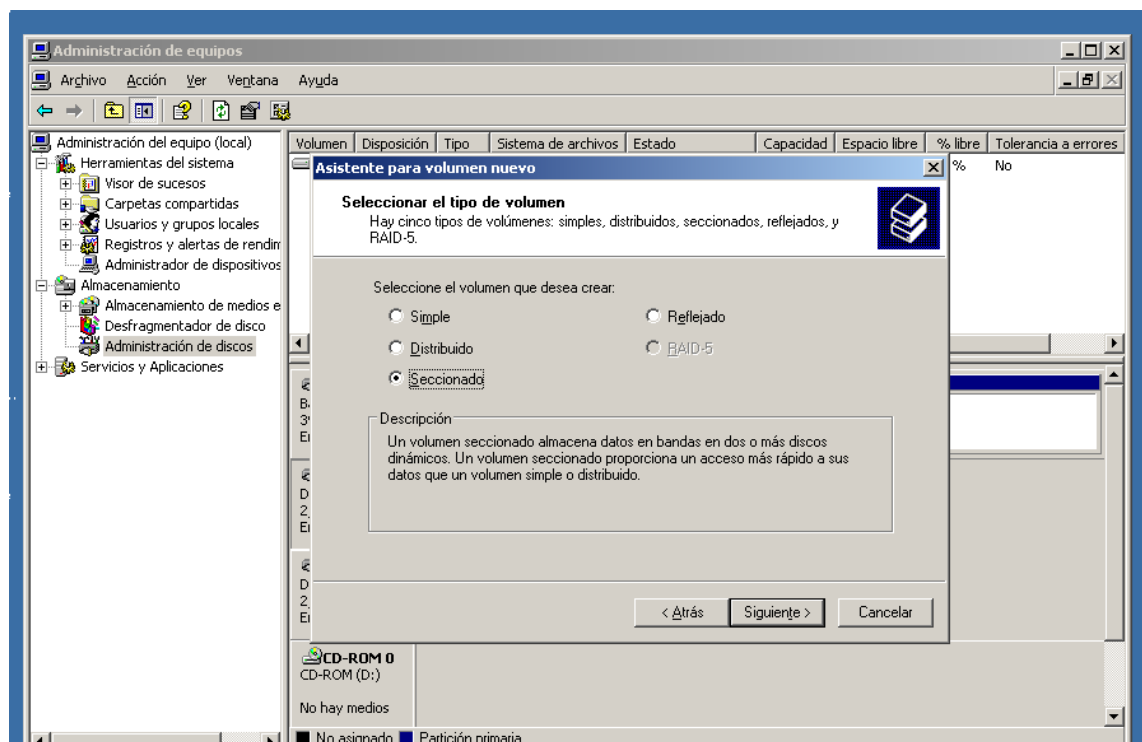 Administración de equipos
Archivo Acción Ver Ventana Ayuda
Administración del equipo (local)
Herramientas del sistema
Visor de sucesos
Carpetas compartidas
Usuarios y grupos locales
Registros y alertas de rendim
Administrador de dispositivos
Almacenamiento
Almacenamiento de medios e
Desfragmentador de disco
Administración de discos
Servicios y Aplicaciones
Volumen Disposición Tipo Sistema de archivos Estado Capacidad Espacio libre % libre Tolerancia a errores
% No
Asistente para volumen nuevo
Seleccionar el tipo de volumen
Hay cinco tipos de volúmenes: simples, distribuidos, seccionados, reflejados, y
RAID-5.
Seleccione el volumen que desea crear:
Simple Reflejado
Distribuido RAID-5
Seccionado
Descripción
Un volumen seccionado almacena datos en bandas en dos o más discos
dinámicos. Un volumen seccionado proporciona un acceso más rápido a sus
datos que un volumen simple o distribuido.
< Atrás Siguiente > Cancelar
CD-ROM 0
CD-ROM (D:)
No hay medios
No asignado Partición primaria